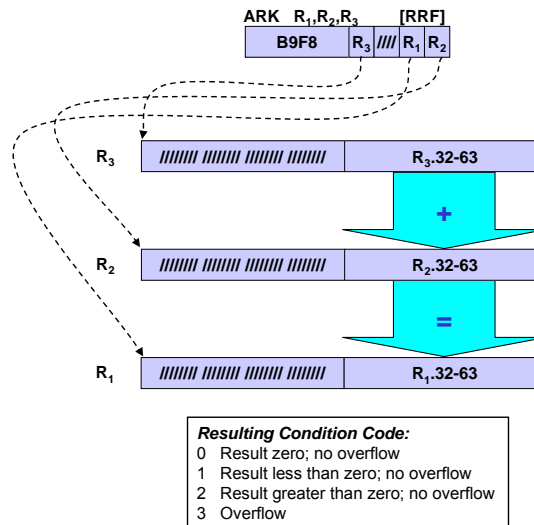 ARK R1,R2,R3 [RRF]
B9F8 R3 //// R1 R2
R3 //////// //////// //////// //////// R3.32-63
+
R2 //////// //////// //////// //////// R2.32-63
=
R1 //////// //////// //////// //////// R1.32-63
Resulting Condition Code:
0 Result zero; no overflow
1 Result less than zero; no overflow
2 Result greater than zero; no overflow
3 Overflow